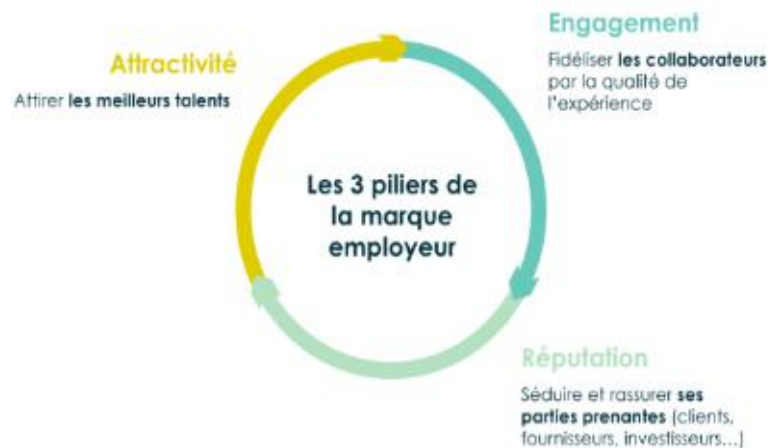 Attractivité
Attirer les meilleurs talents
Engagement
Fidéliser les collaborateurs
par la qualité de
l'expérience
Les 3 piliers de
la marque
employeur
Réputation
Séduire et rassurer ses
parties prenantes (clients,
fournisseurs, investisseurs...)